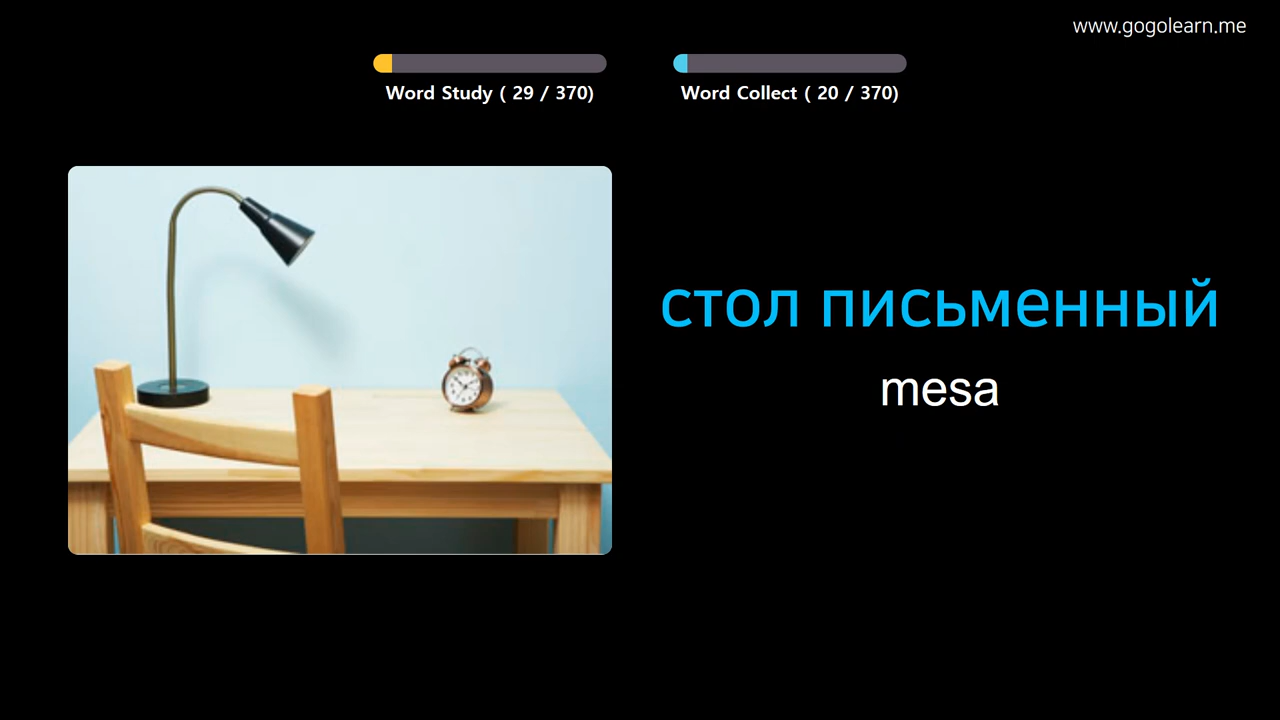 www.gogolearn.me
Word Study ( 29 / 370)
Word Collect ( 20 / 370)
стол письменный
mesa